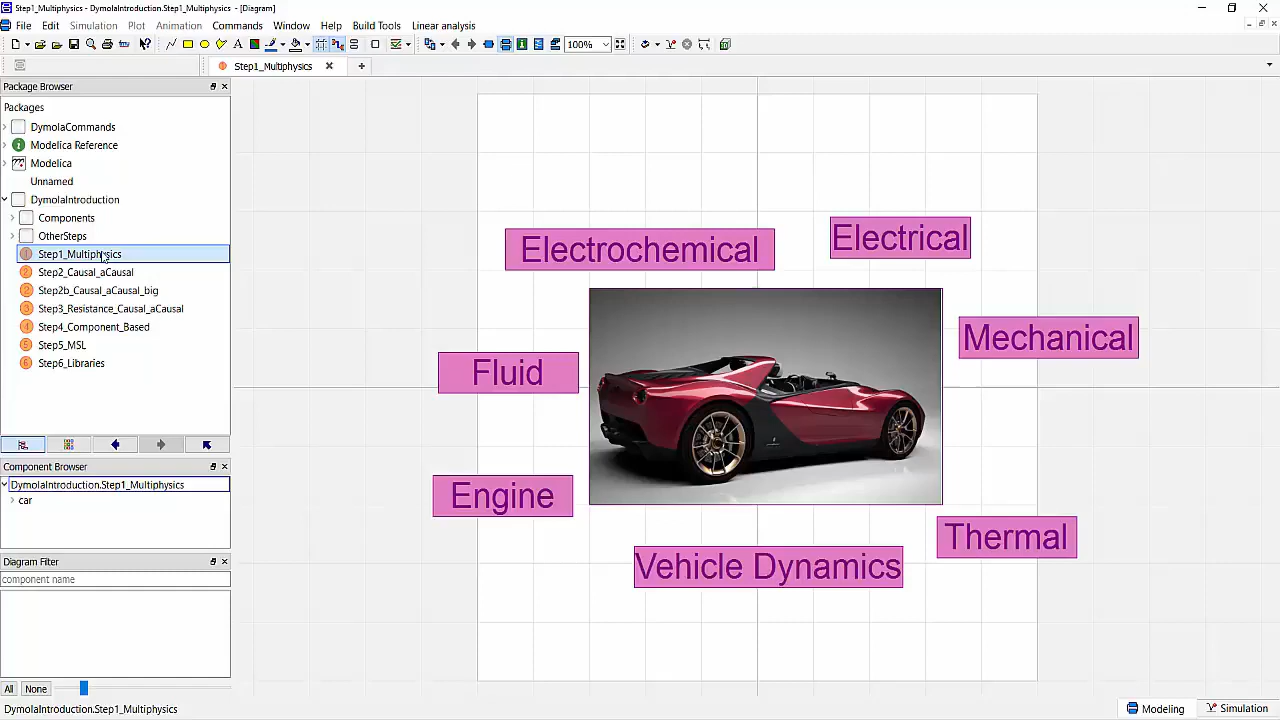 Step1_Multiphysics - DymolaIntroduction.Step1_Multiphysics - [Diagram]
File Edit Simulation Plot Animation Commands Window Help Build Tools Linear analysis
100%
Step1_Multiphysics
Package Browser
Packages
DymolaCommands
Modelica Reference
Modelica
Unnamed
DymolaIntroduction
Components
OtherSteps
Step1_Multiphysics
Step2_Causal_aCausal
Step2b_Causal_aCausal_big
Step3_Resistance_Causal_aCausal
Step4_Component_Based
Step5_MSL
Step6_Libraries
Component Browser
DymolaIntroduction.Step1_Multiphysics
car
Diagram Filter
component name
All None
DymolaIntroduction.Step1_Multiphysics
Electrochemical
Electrical
Mechanical
Fluid
Engine
Thermal
Vehicle Dynamics
Modeling Simulation